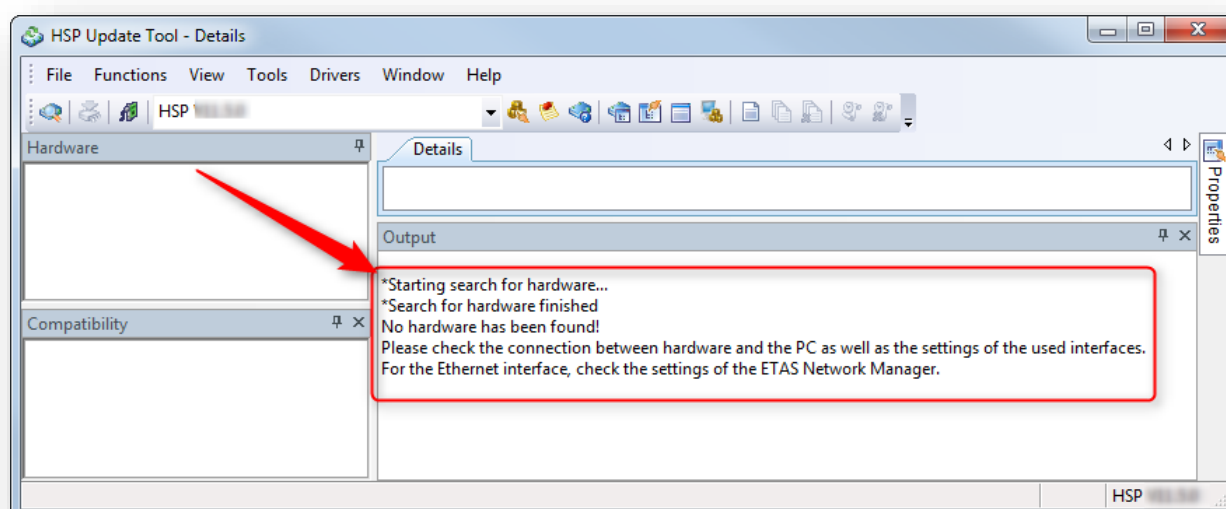 HSP Update Tool - Details
File Functions View Tools Drivers Window Help
HSP
Hardware
Details
Properties
Output
*Starting search for hardware...
*Search for hardware finished
No hardware has been found!
Please check the connection between hardware and the PC as well as the settings of the used interfaces.
For the Ethernet interface, check the settings of the ETAS Network Manager.
Compatibility
HSP